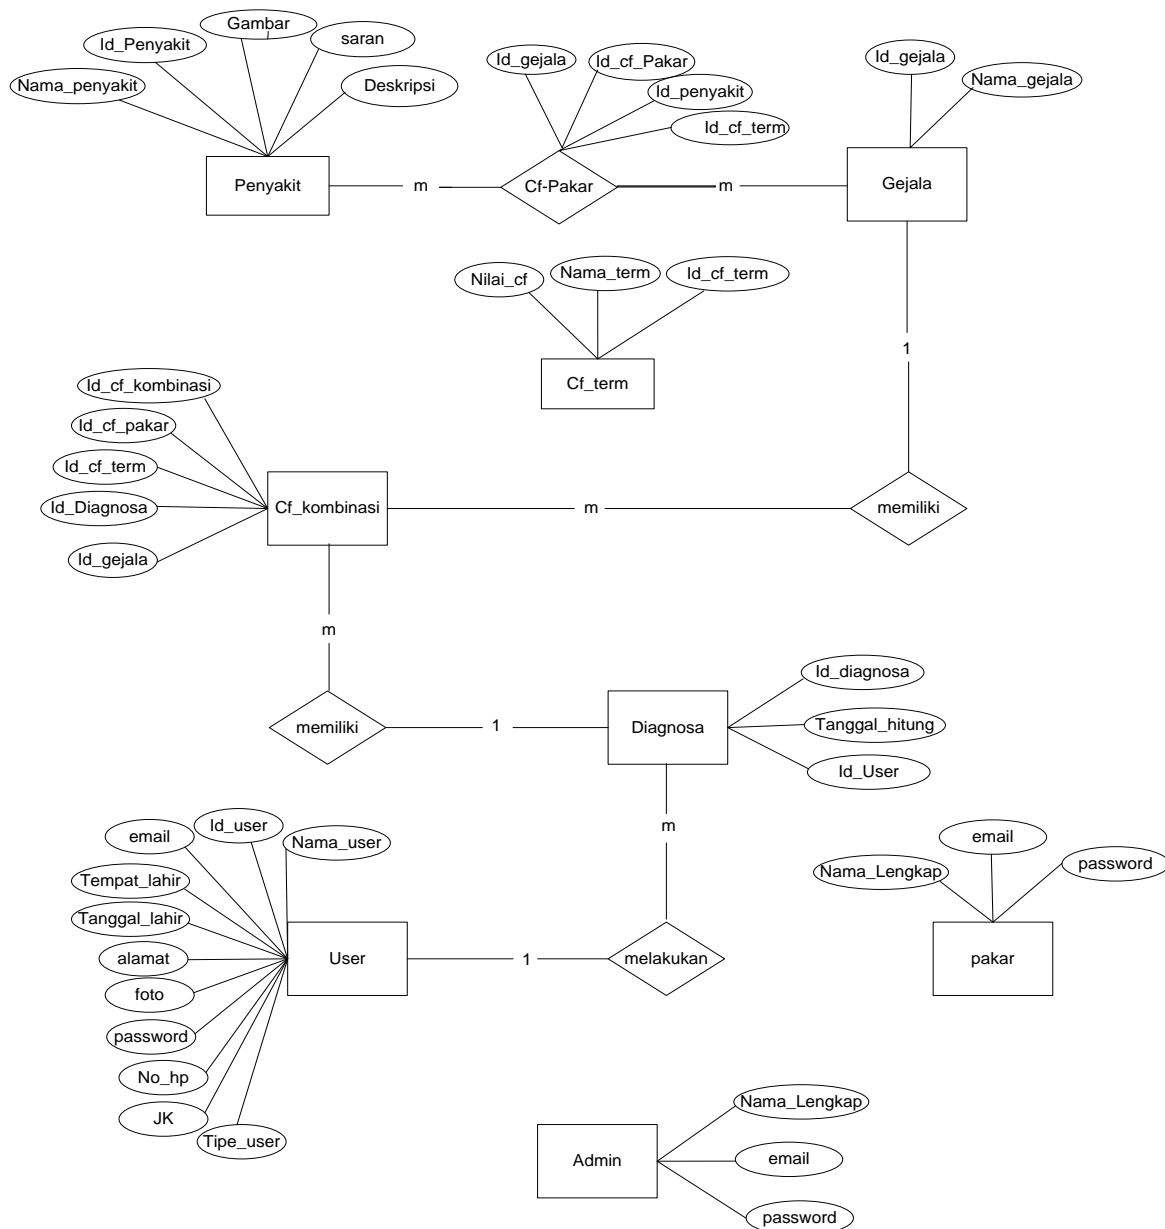 Gambar
Id_Penyakit
saran
Nama_penyakit
Deskripsi
Id_gejala
Id_cf_Pakar
Id_penyakit
Id_cf_term
Id_gejala
Nama_gejala
Penyakit
m
Cf-Pakar
m
Gejala
Nilai_cf
Nama_term
Id_cf_term
Cf_term
1
Id_cf_kombinasi
Id_cf_pakar
Id_cf_term
Id_Diagnosa
Id_gejala
Cf_kombinasi
m
memiliki
m
memiliki
1
Diagnosa
Id_diagnosa
Tanggal_hitung
Id_User
m
email
Id_user
Nama_user
Tempat_lahir
Tanggal_lahir
alamat
foto
password
No_hp
JK
Tipe_user
User
1
melakukan
Nama_Lengkap
email
password
pakar
Admin
Nama_Lengkap
email
password